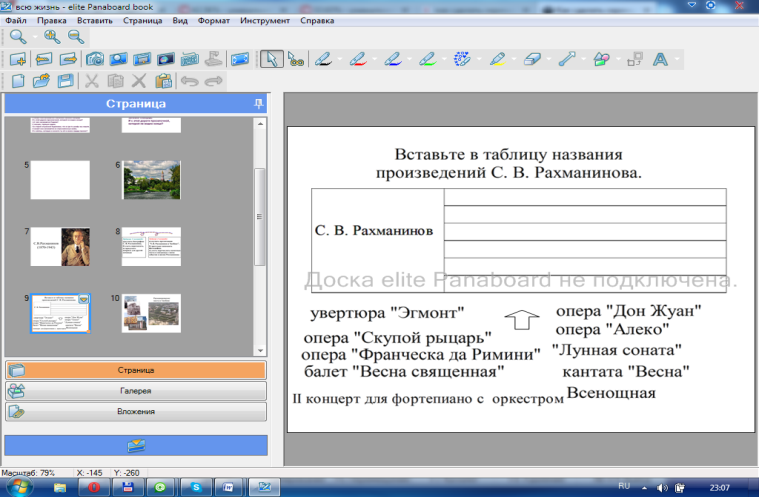 всю жизнь - elite Panaboard book
Файл Правка Вставить Страница Вид Формат Инструмент Справка
Страница
5
6
7
С. В. Рахманинов
8
9
10
Страница
Галерея
Вложения
Вставьте в таблицу названия
произведений С. В. Рахманинова.
С. В. Рахманинов
Доска elite Panaboard не подключена.
увертюра "Эгмонт"
опера "Дон Жуан"
опера "Алеко"
опера "Скупой рыцарь"
опера "Франческа да Римини"
"Лунная соната"
балет "Весна священная"
кантата "Весна"
II концерт для фортепиано с оркестром
Всенощная
Масштаб: 79% X: -145 Y: -260
RU
23:07